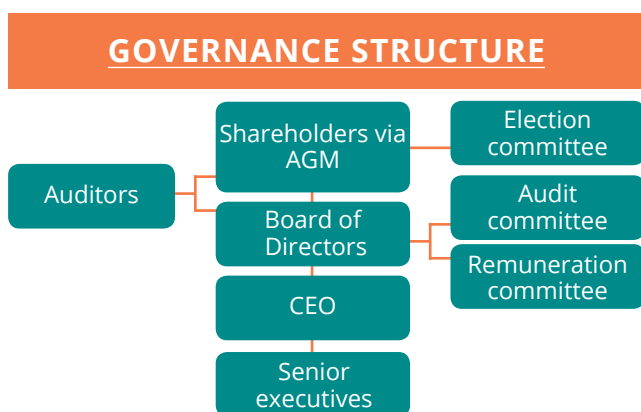 GOVERNANCE STRUCTURE
Shareholders via
AGM
Election
committee
Auditors
Audit
committee
Board of
Directors
Remuneration
committee
CEO
Senior
executives